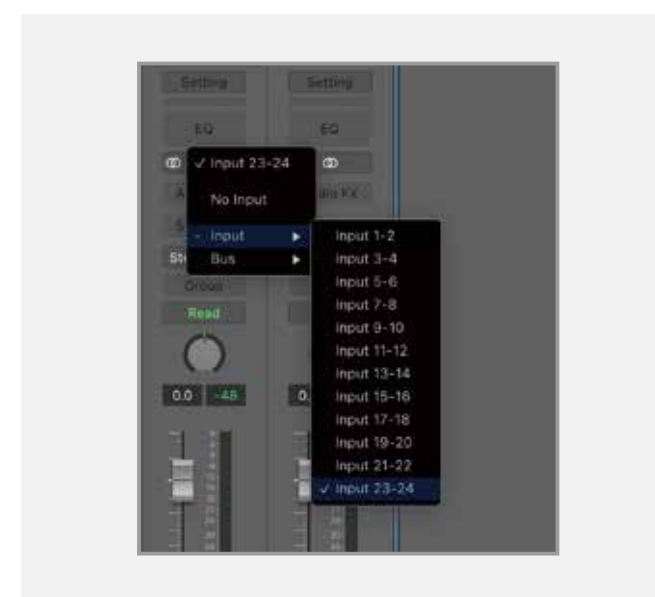 Setting Setting
EQ EQ
✓ Input 23-24
No Input
- Input ▶
Bus ▶
Group
Read
0.0 -48
0.
Input 1-2
Input 3-4
Input 5-6
Input 7-8
Input 9-10
Input 11-12
Input 13-14
Input 15-16
Input 17-18
Input 19-20
Input 21-22
✓ Input 23-24